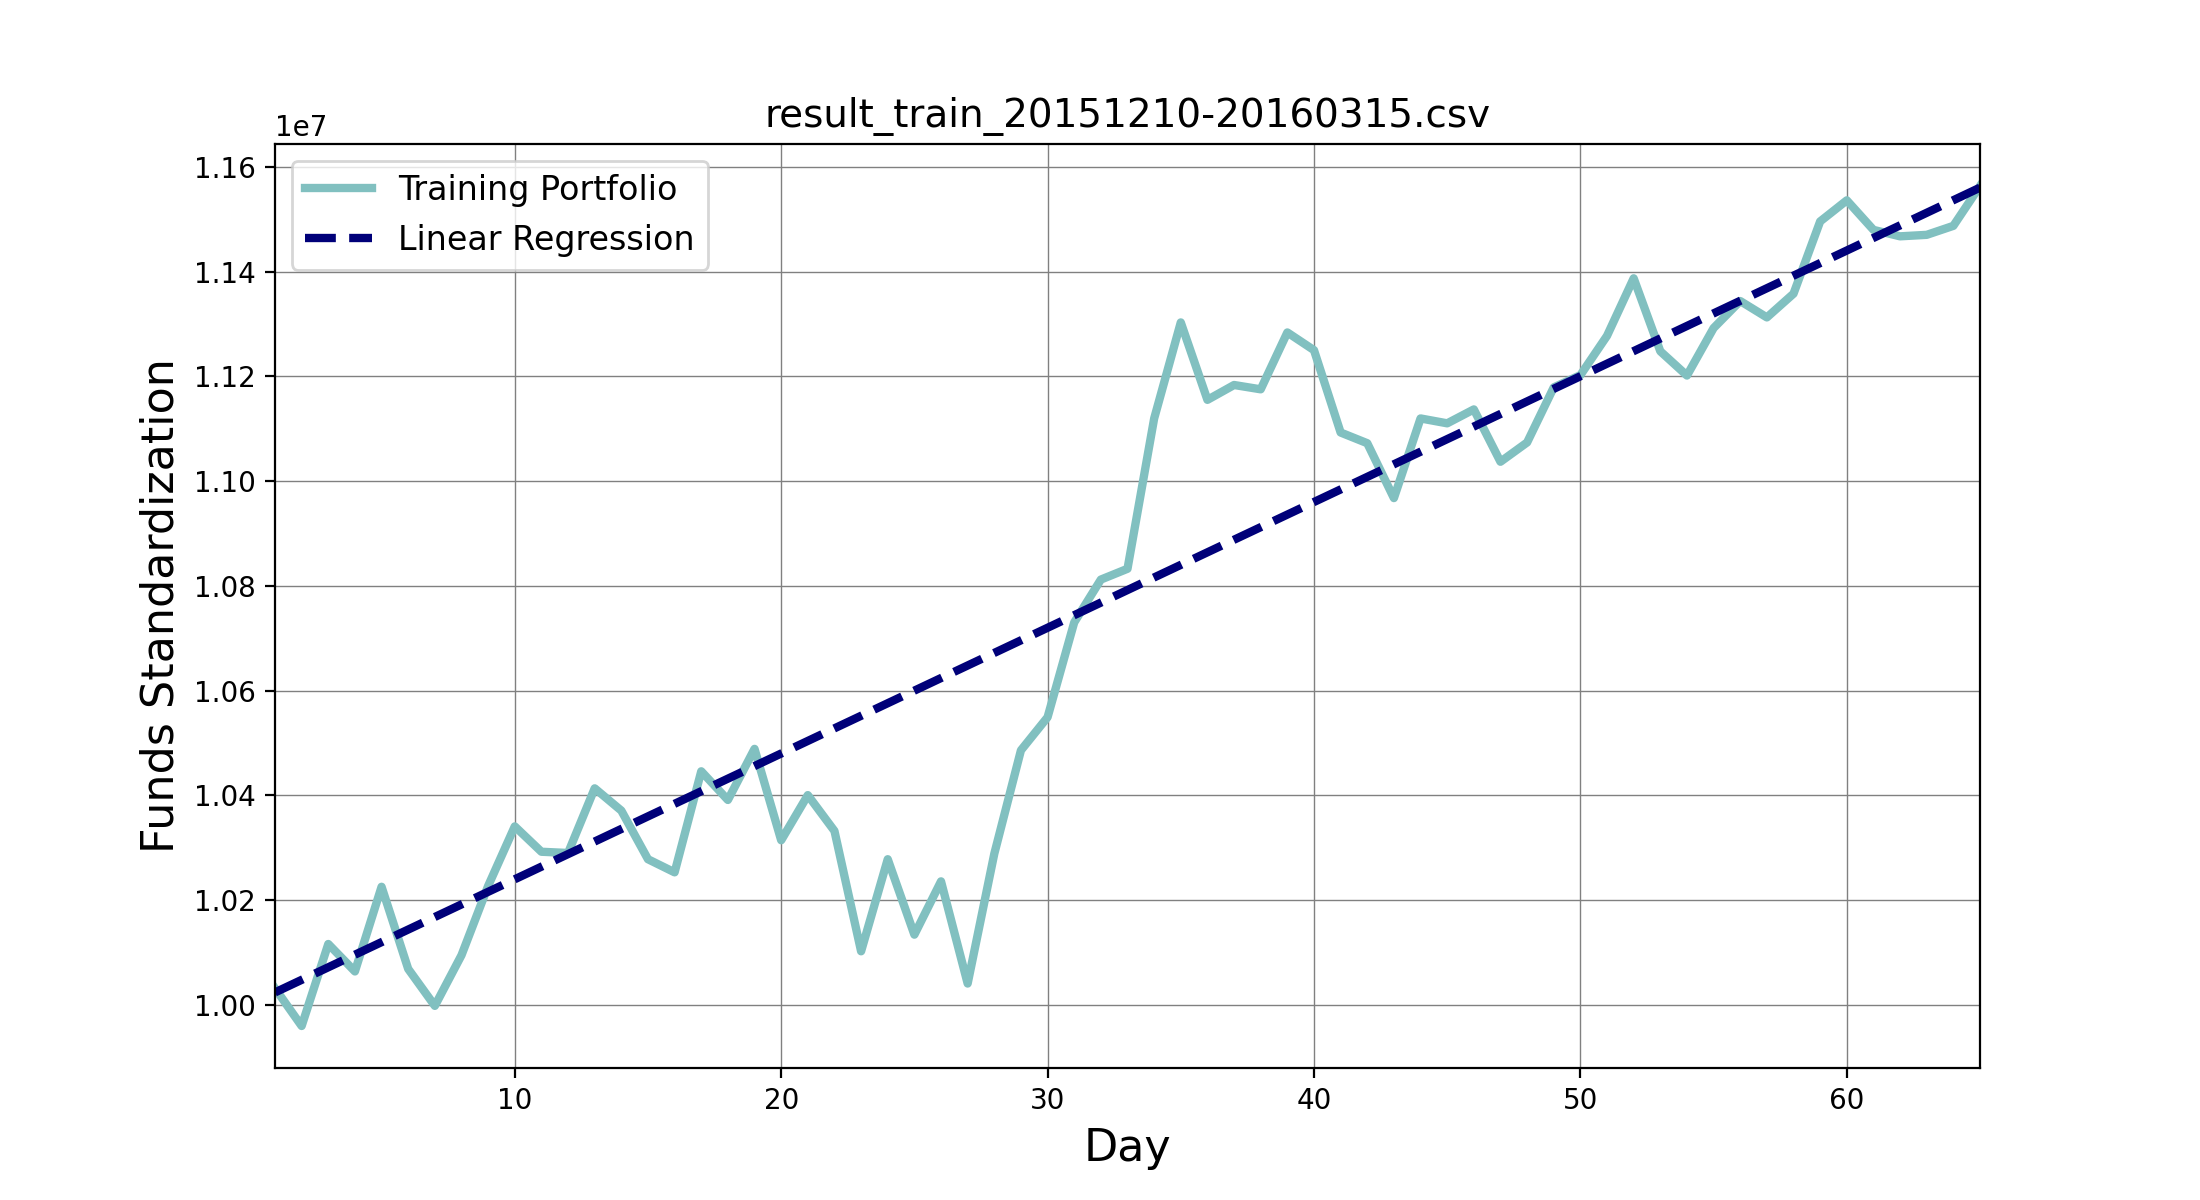 result_train_20151210-20160315.csv
1e7
1.16
1.14
1.12
1.10
1.08
1.06
1.04
1.02
1.00
Funds Standardization
Training Portfolio
Linear Regression
10 20 30 40 50 60
Day